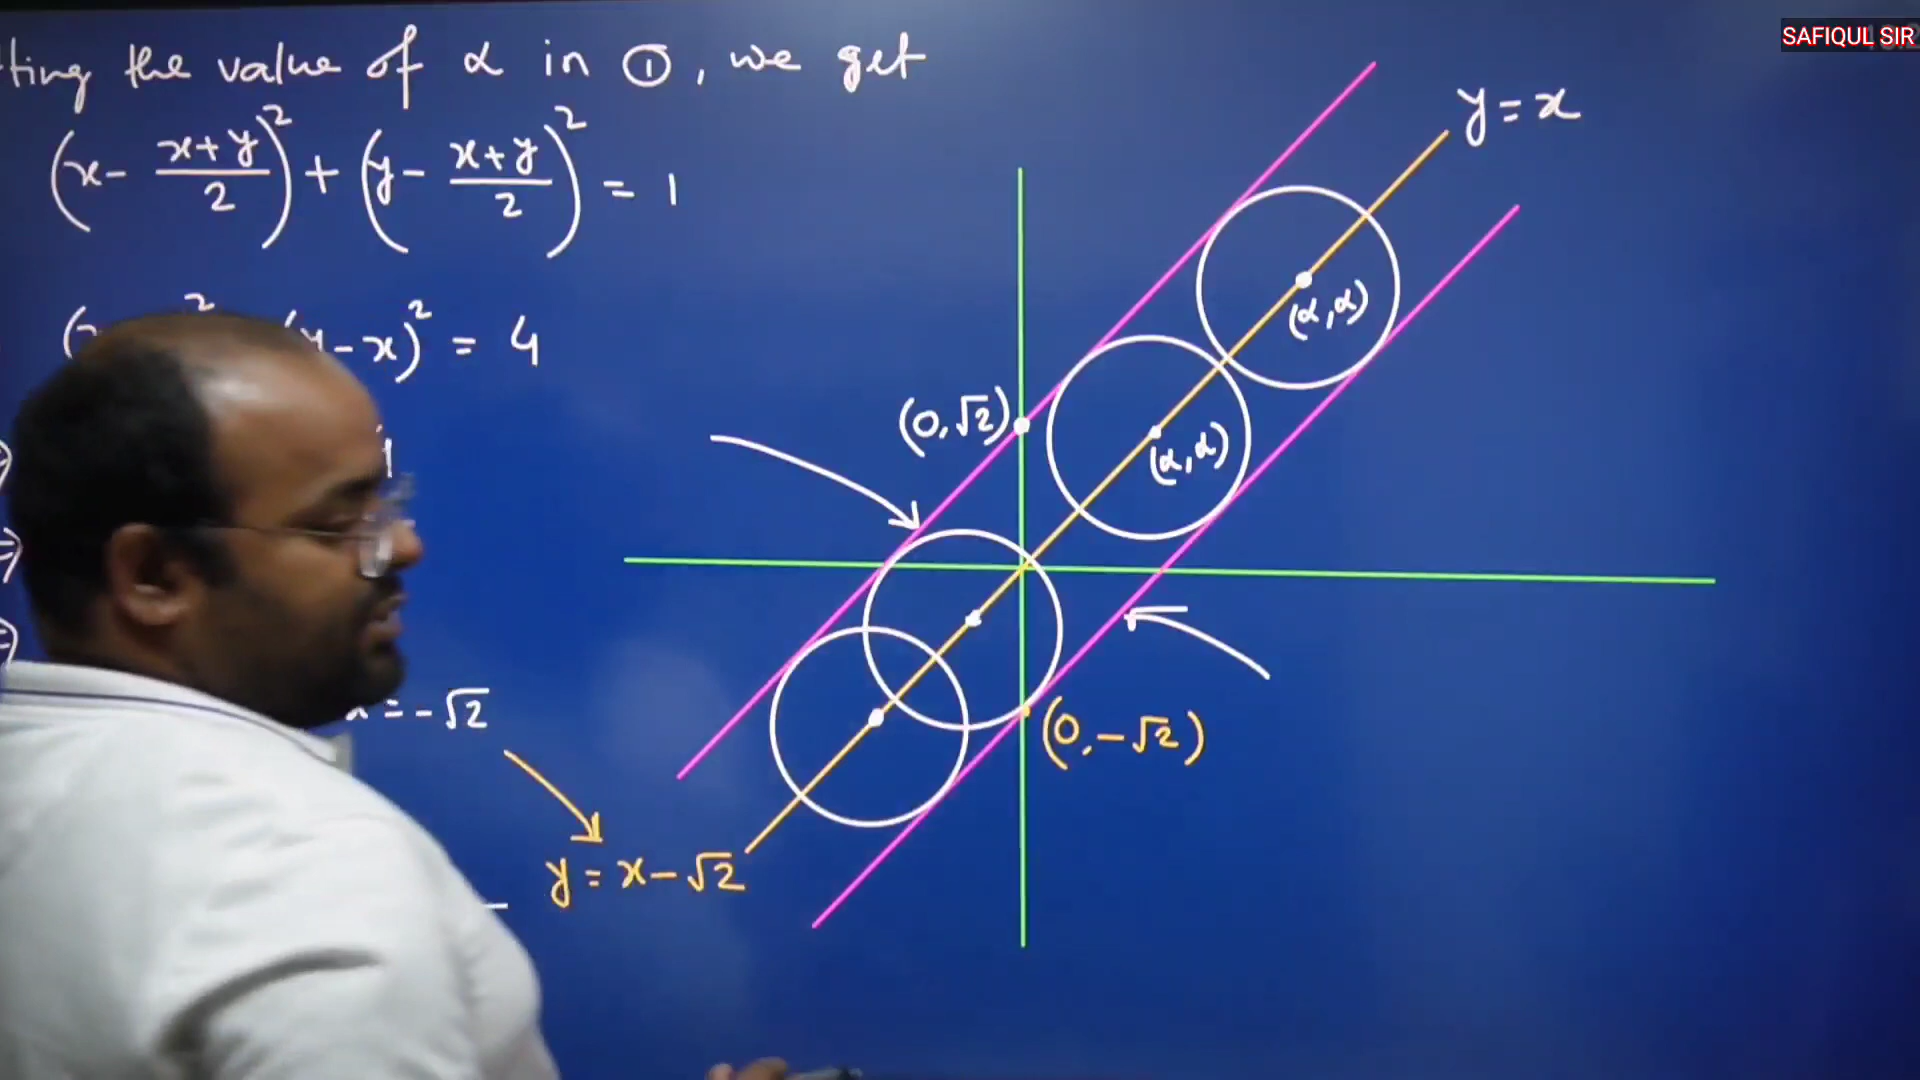 SAFIQUL SIR
the value of α in ①, we get
(x - (x+y)/2)² + (y - (x+y)/2)² = 1
(y-x)² = 4
= -√2
y = x - √2
y = x
(α, α)
(0, √2)
(α, α)
(0, -√2)